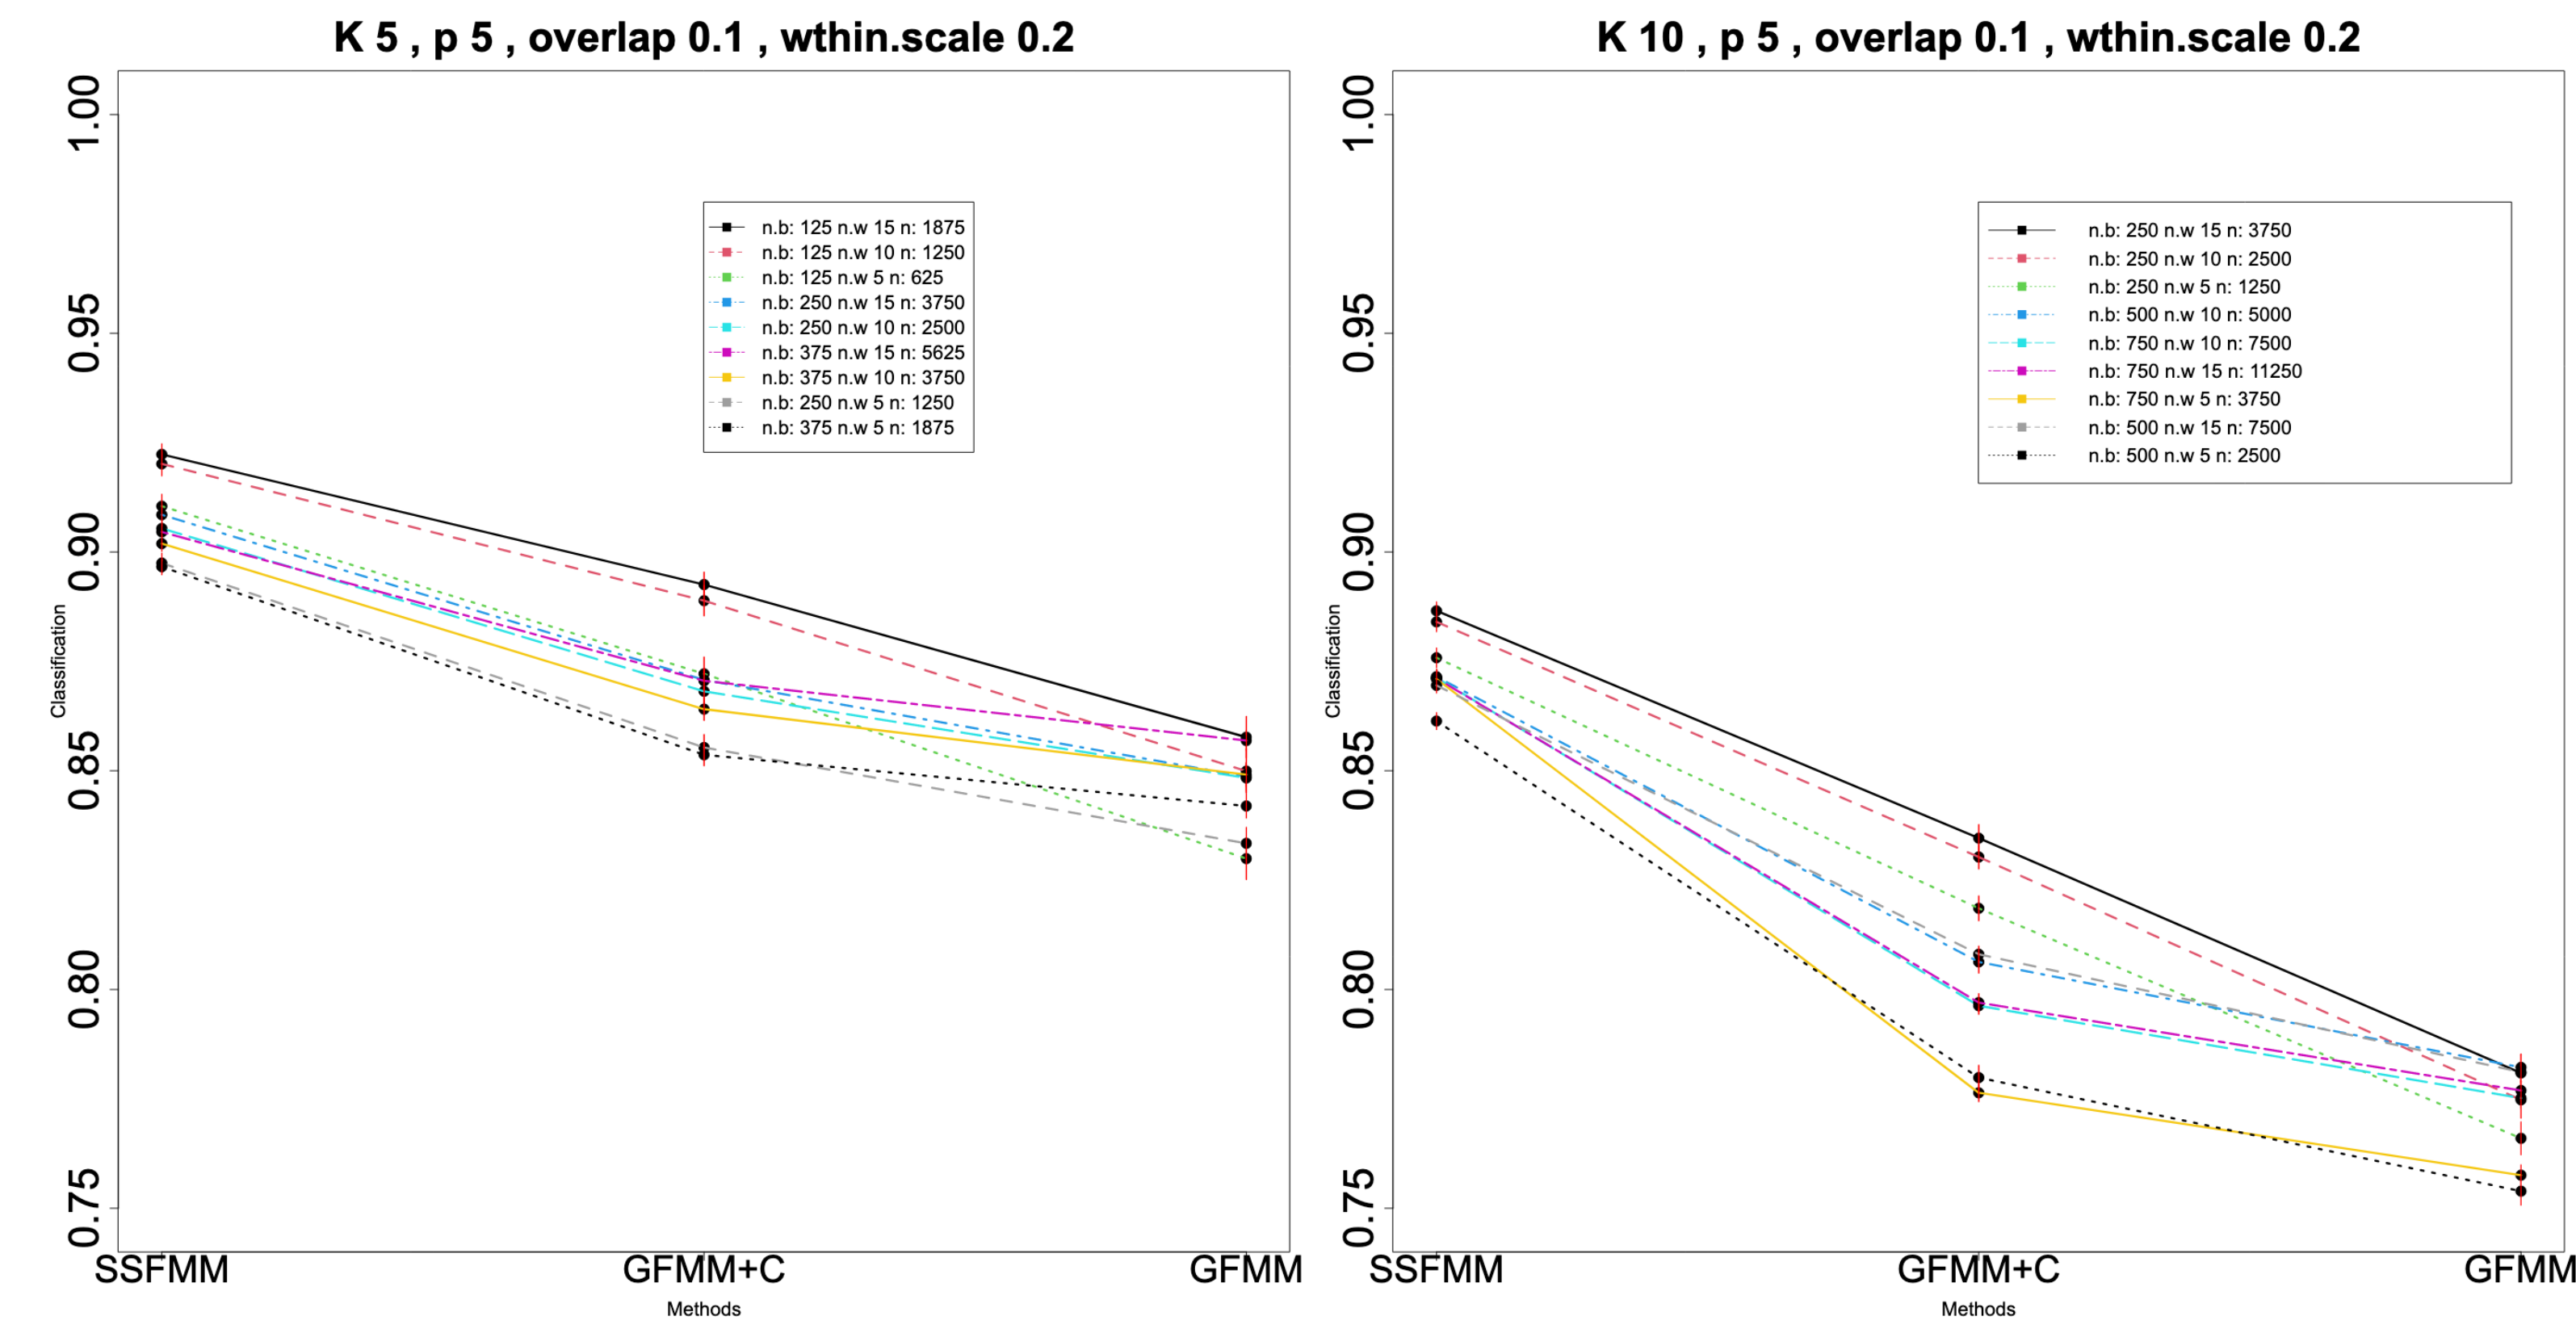 K 5 , p 5 , overlap 0.1 , wthin.scale 0.2
1.00
0.95
0.90
0.85
0.80
0.75
Classification
n.b: 125 n.w 15 n: 1875
n.b: 125 n.w 10 n: 1250
n.b: 125 n.w 5 n: 625
n.b: 250 n.w 15 n: 3750
n.b: 250 n.w 10 n: 2500
n.b: 375 n.w 15 n: 5625
n.b: 375 n.w 10 n: 3750
n.b: 250 n.w 5 n: 1250
n.b: 375 n.w 5 n: 1875
SSFMM
GFMM+C
GFMM
Methods
K 10 , p 5 , overlap 0.1 , wthin.scale 0.2
1.00
0.95
0.90
0.85
0.80
0.75
Classification
n.b: 250 n.w 15 n: 3750
n.b: 250 n.w 10 n: 2500
n.b: 250 n.w 5 n: 1250
n.b: 500 n.w 10 n: 5000
n.b: 750 n.w 10 n: 7500
n.b: 750 n.w 15 n: 11250
n.b: 750 n.w 5 n: 3750
n.b: 500 n.w 15 n: 7500
n.b: 500 n.w 5 n: 2500
SSFMM
GFMM+C
GFMM
Methods